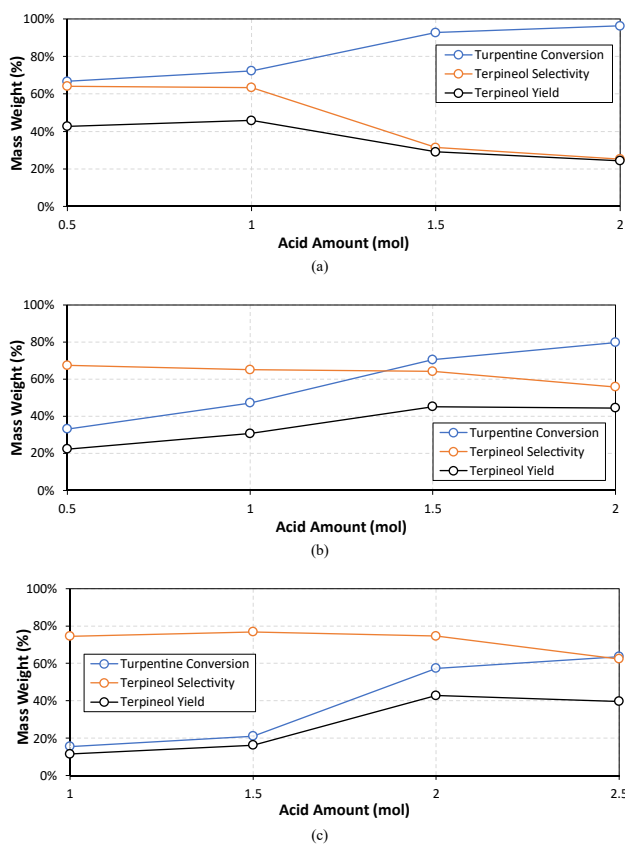 100%
80%
60%
40%
20%
0%
Mass Weight (%)
Turpentine Conversion
Terpineol Selectivity
Terpineol Yield
0.5 1 1.5 2
Acid Amount (mol)
(a)
100%
80%
60%
40%
20%
0%
Mass Weight (%)
Turpentine Conversion
Terpineol Selectivity
Terpineol Yield
0.5 1 1.5 2
Acid Amount (mol)
(b)
100%
80%
60%
40%
20%
0%
Mass Weight (%)
Turpentine Conversion
Terpineol Selectivity
Terpineol Yield
1 1.5 2 2.5
Acid Amount (mol)
(c)